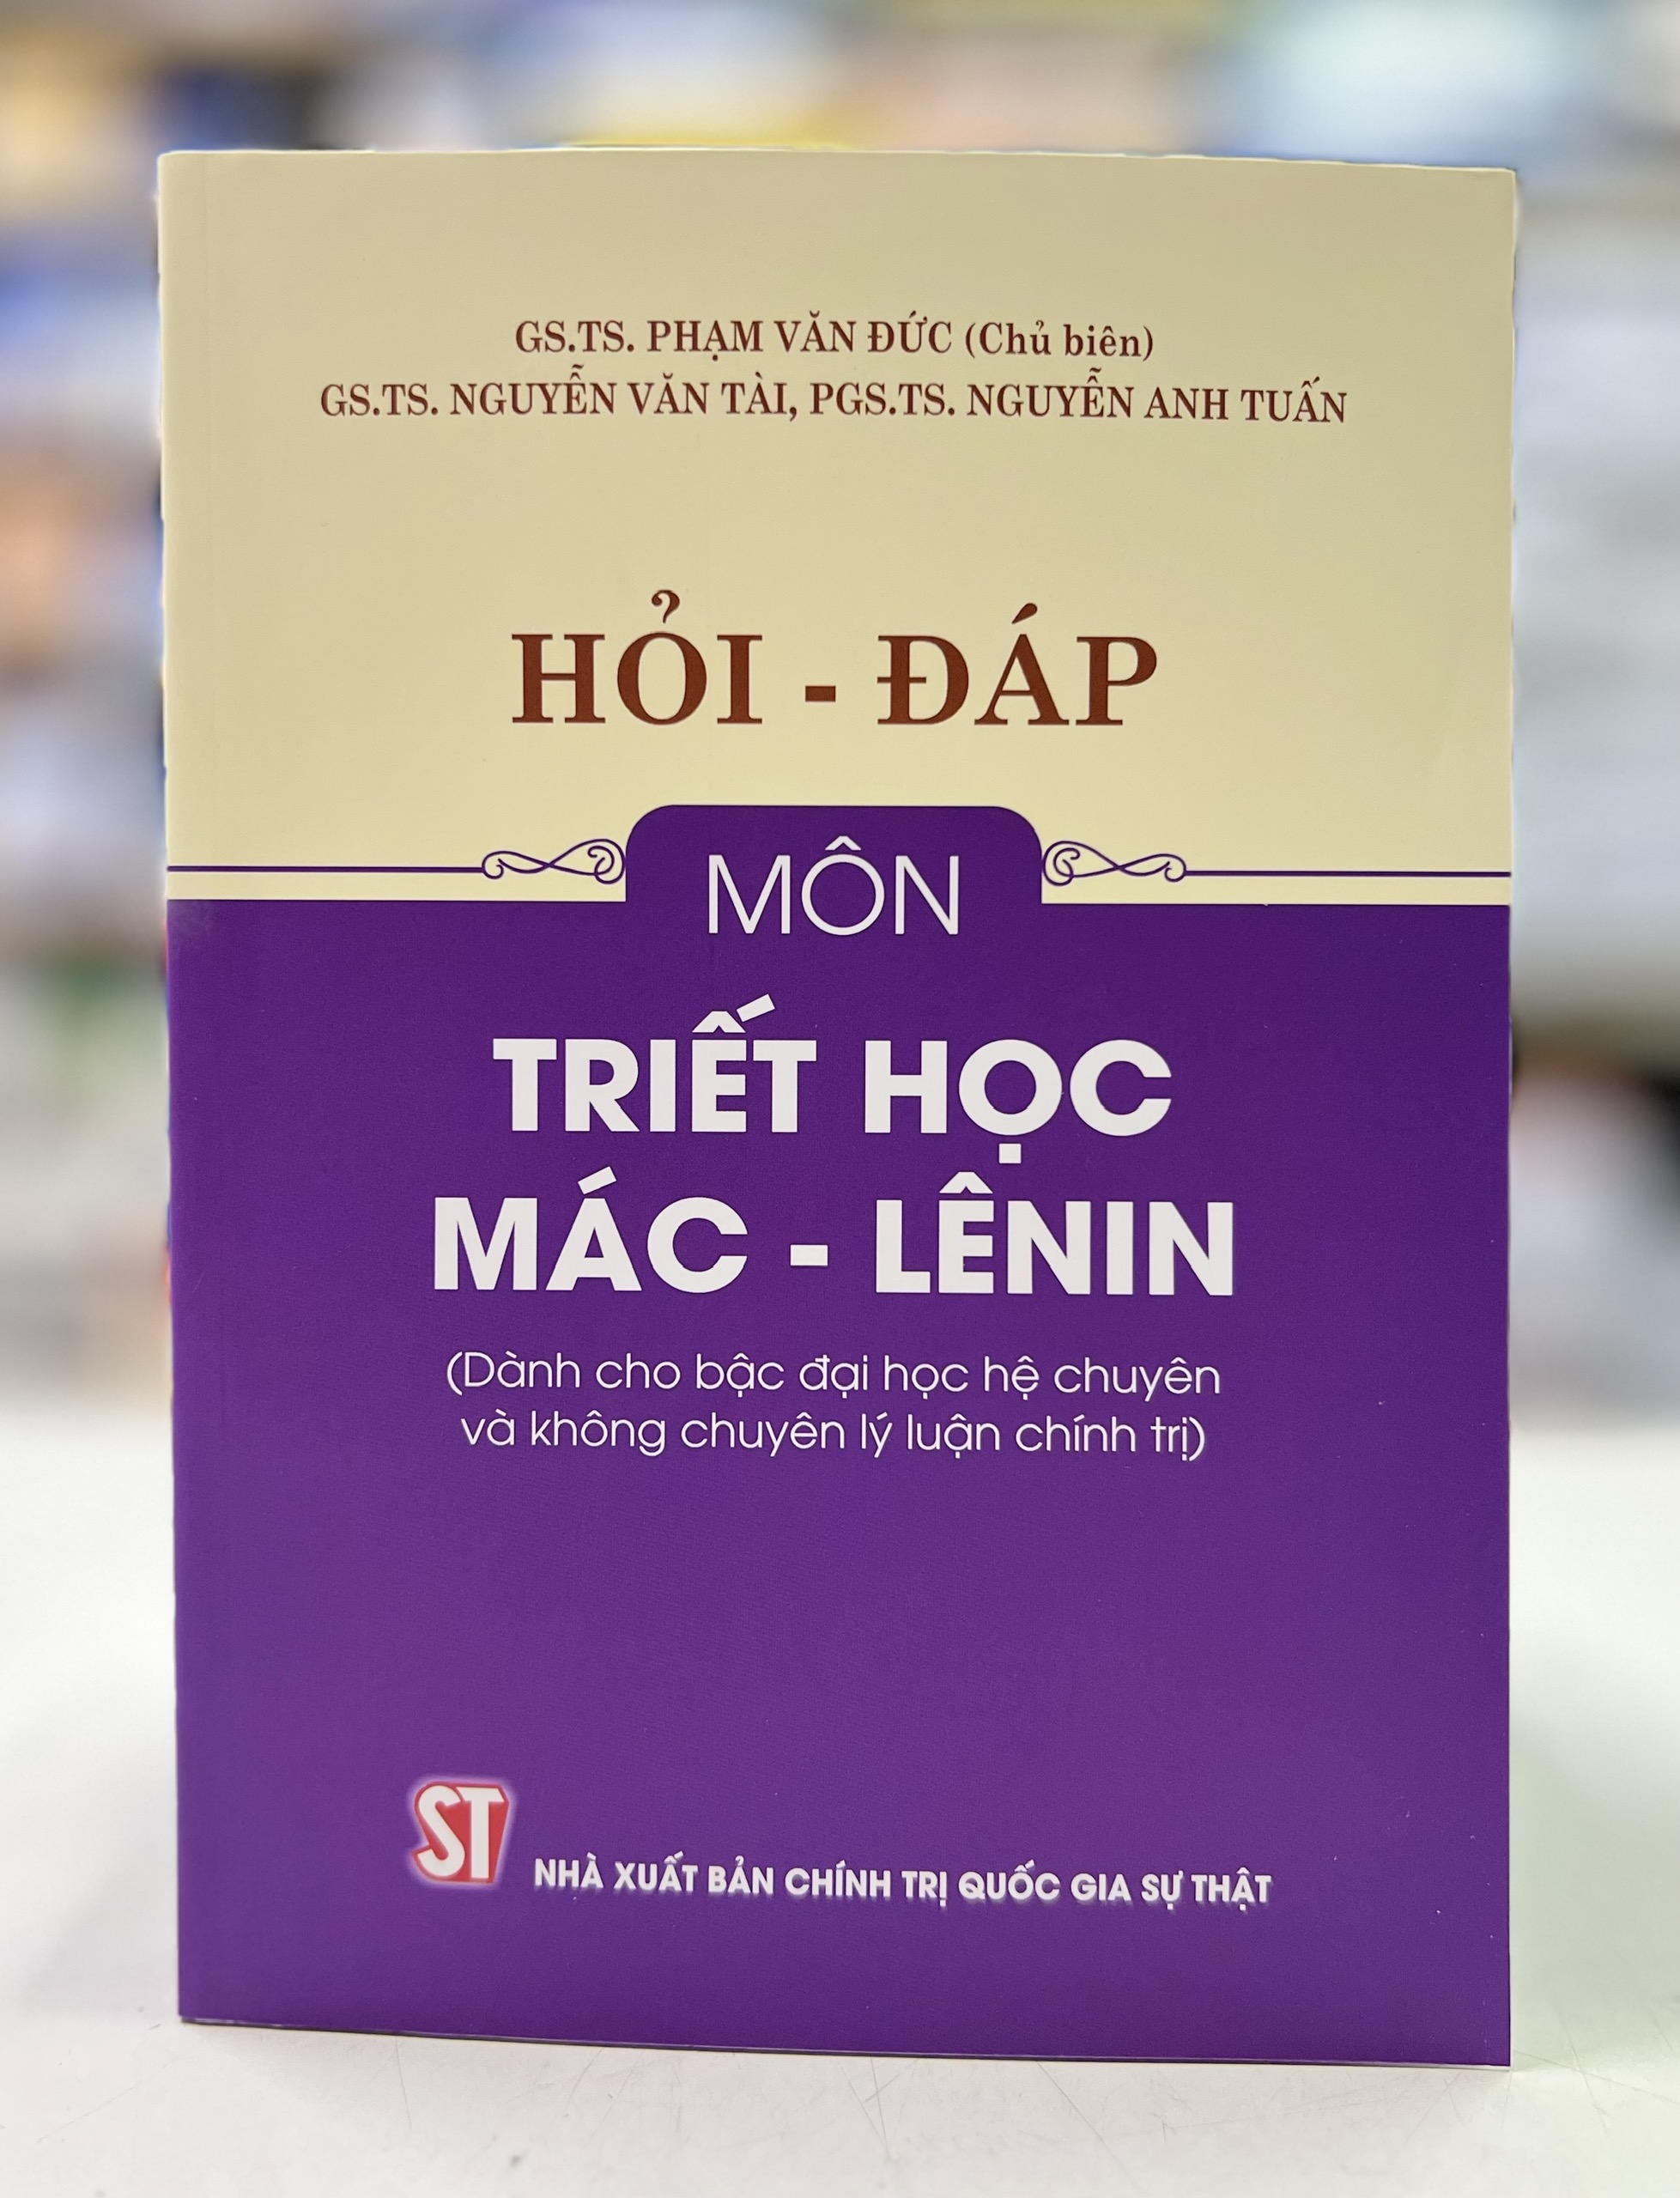 GS.TS. PHẠM VĂN ĐỨC (Chủ biên)
GS.TS. NGUYỄN VĂN TÀI, PGS.TS. NGUYỄN ANH TUẤN
HỎI - ĐÁP
MÔN
TRIẾT HỌC
MÁC - LÊNIN
(Dành cho bậc đại học hệ chuyên
và không chuyên lý luận chính trị)
ST
NHÀ XUẤT BẢN CHÍNH TRỊ QUỐC GIA SỰ THẬT